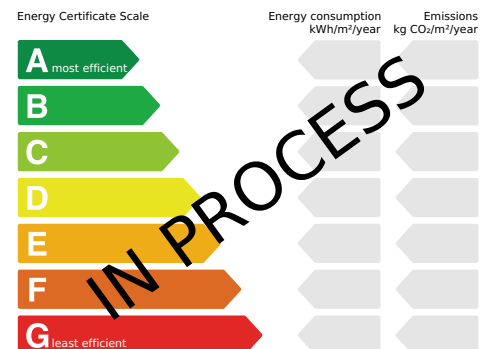 Energy Certificate Scale
Energy consumption
kWh/m²/year
Emissions
kg CO₂/m²/year
A most efficient
B
C
D
E
F
G least efficient
IN PROCESS